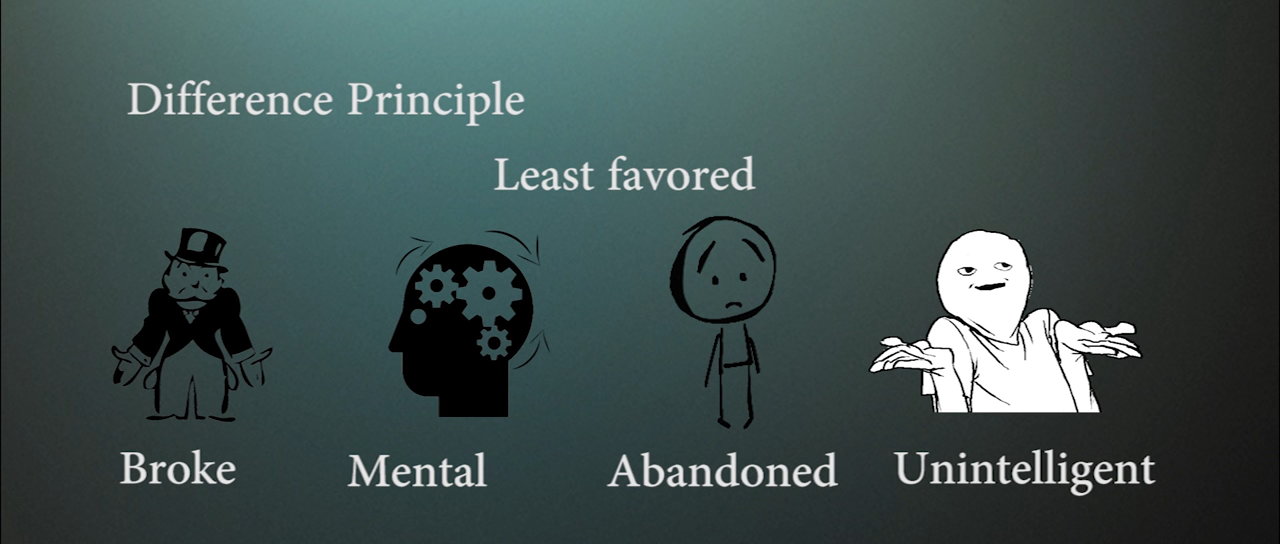 Difference Principle
Least favored
Broke
Mental
Abandoned
Unintelligent